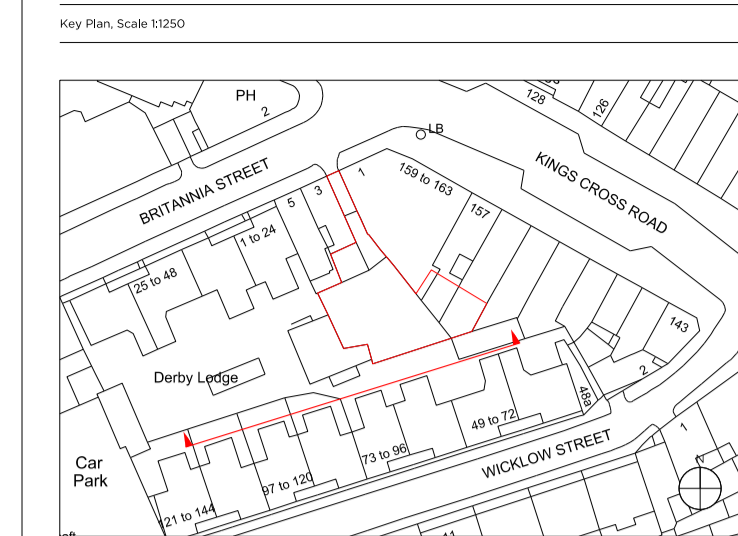 Key Plan, Scale 1:1250
PH
2
128
126
LB
BRITANNIA STREET
KINGS CROSS ROAD
1
3
5
159 to 163
157
1 to 24
25 to 48
143
2
Derby Lodge
48a
49 to 72
73 to 96
97 to 120
121 to 144
WICKLOW STREET
1
Car
Park
N
11